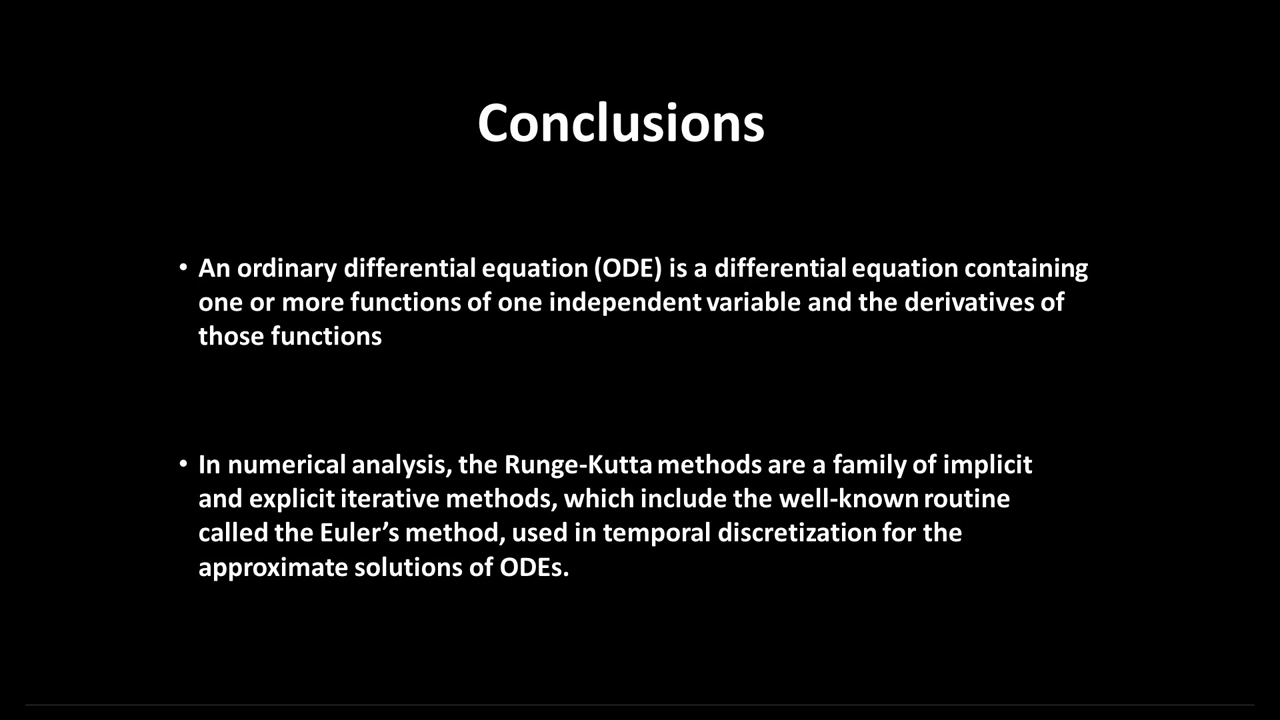 Conclusions
• An ordinary differential equation (ODE) is a differential equation containing
one or more functions of one independent variable and the derivatives of
those functions
• In numerical analysis, the Runge-Kutta methods are a family of implicit
and explicit iterative methods, which include the well-known routine
called the Euler’s method, used in temporal discretization for the
approximate solutions of ODEs.